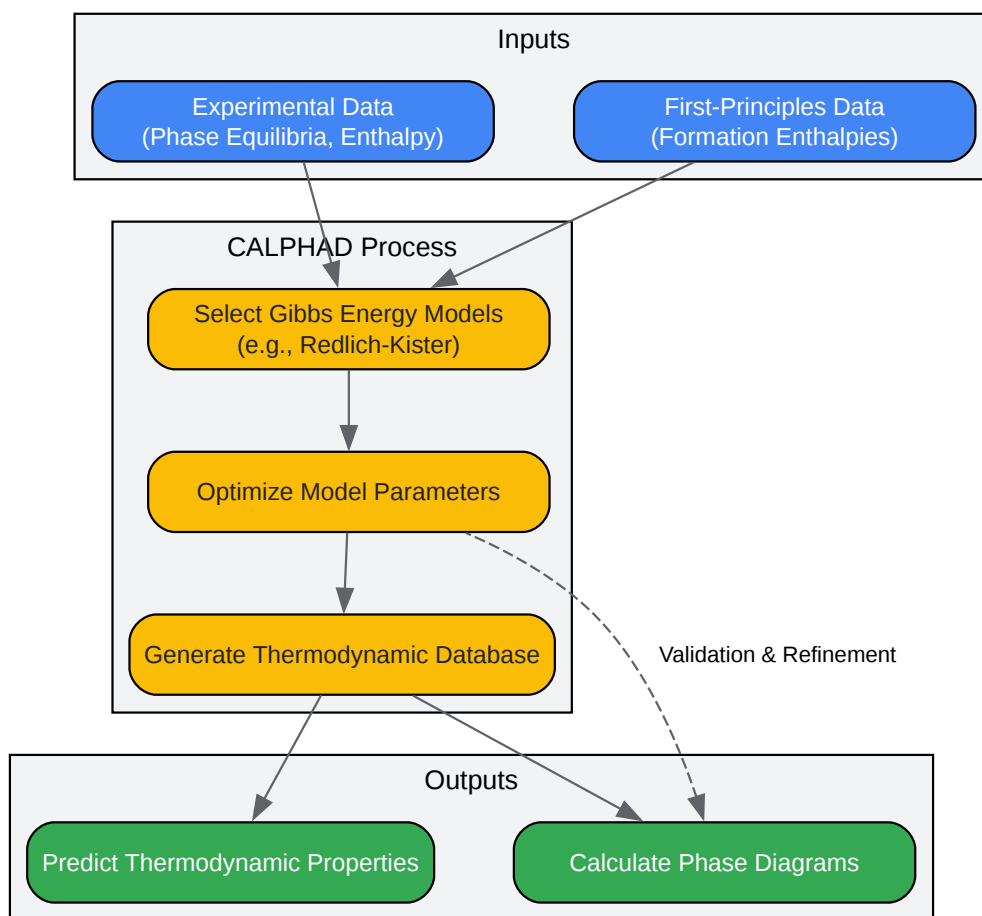 Inputs
Experimental Data
(Phase Equilibria, Enthalpy)
First-Principles Data
(Formation Enthalpies)
CALPHAD Process
Select Gibbs Energy Models
(e.g., Redlich-Kister)
Optimize Model Parameters
Generate Thermodynamic Database
Validation & Refinement
Outputs
Predict Thermodynamic Properties
Calculate Phase Diagrams